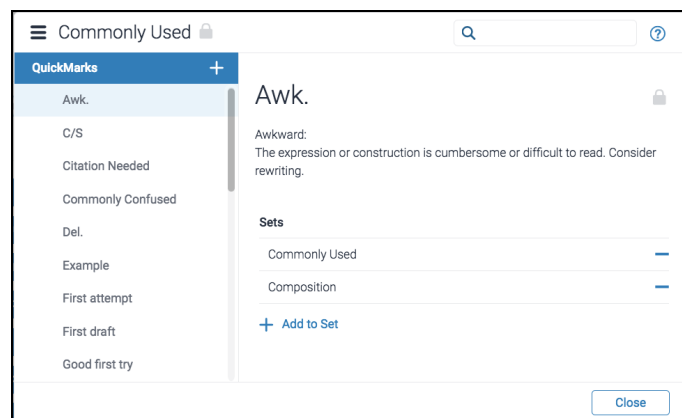 Commonly Used
QuickMarks
Awk.
C/S
Citation Needed
Commonly Confused
Del.
Example
First attempt
First draft
Good first try
Awk.
Awkward:
The expression or construction is cumbersome or difficult to read. Consider
rewriting.
Sets
Commonly Used
Composition
Add to Set
Close